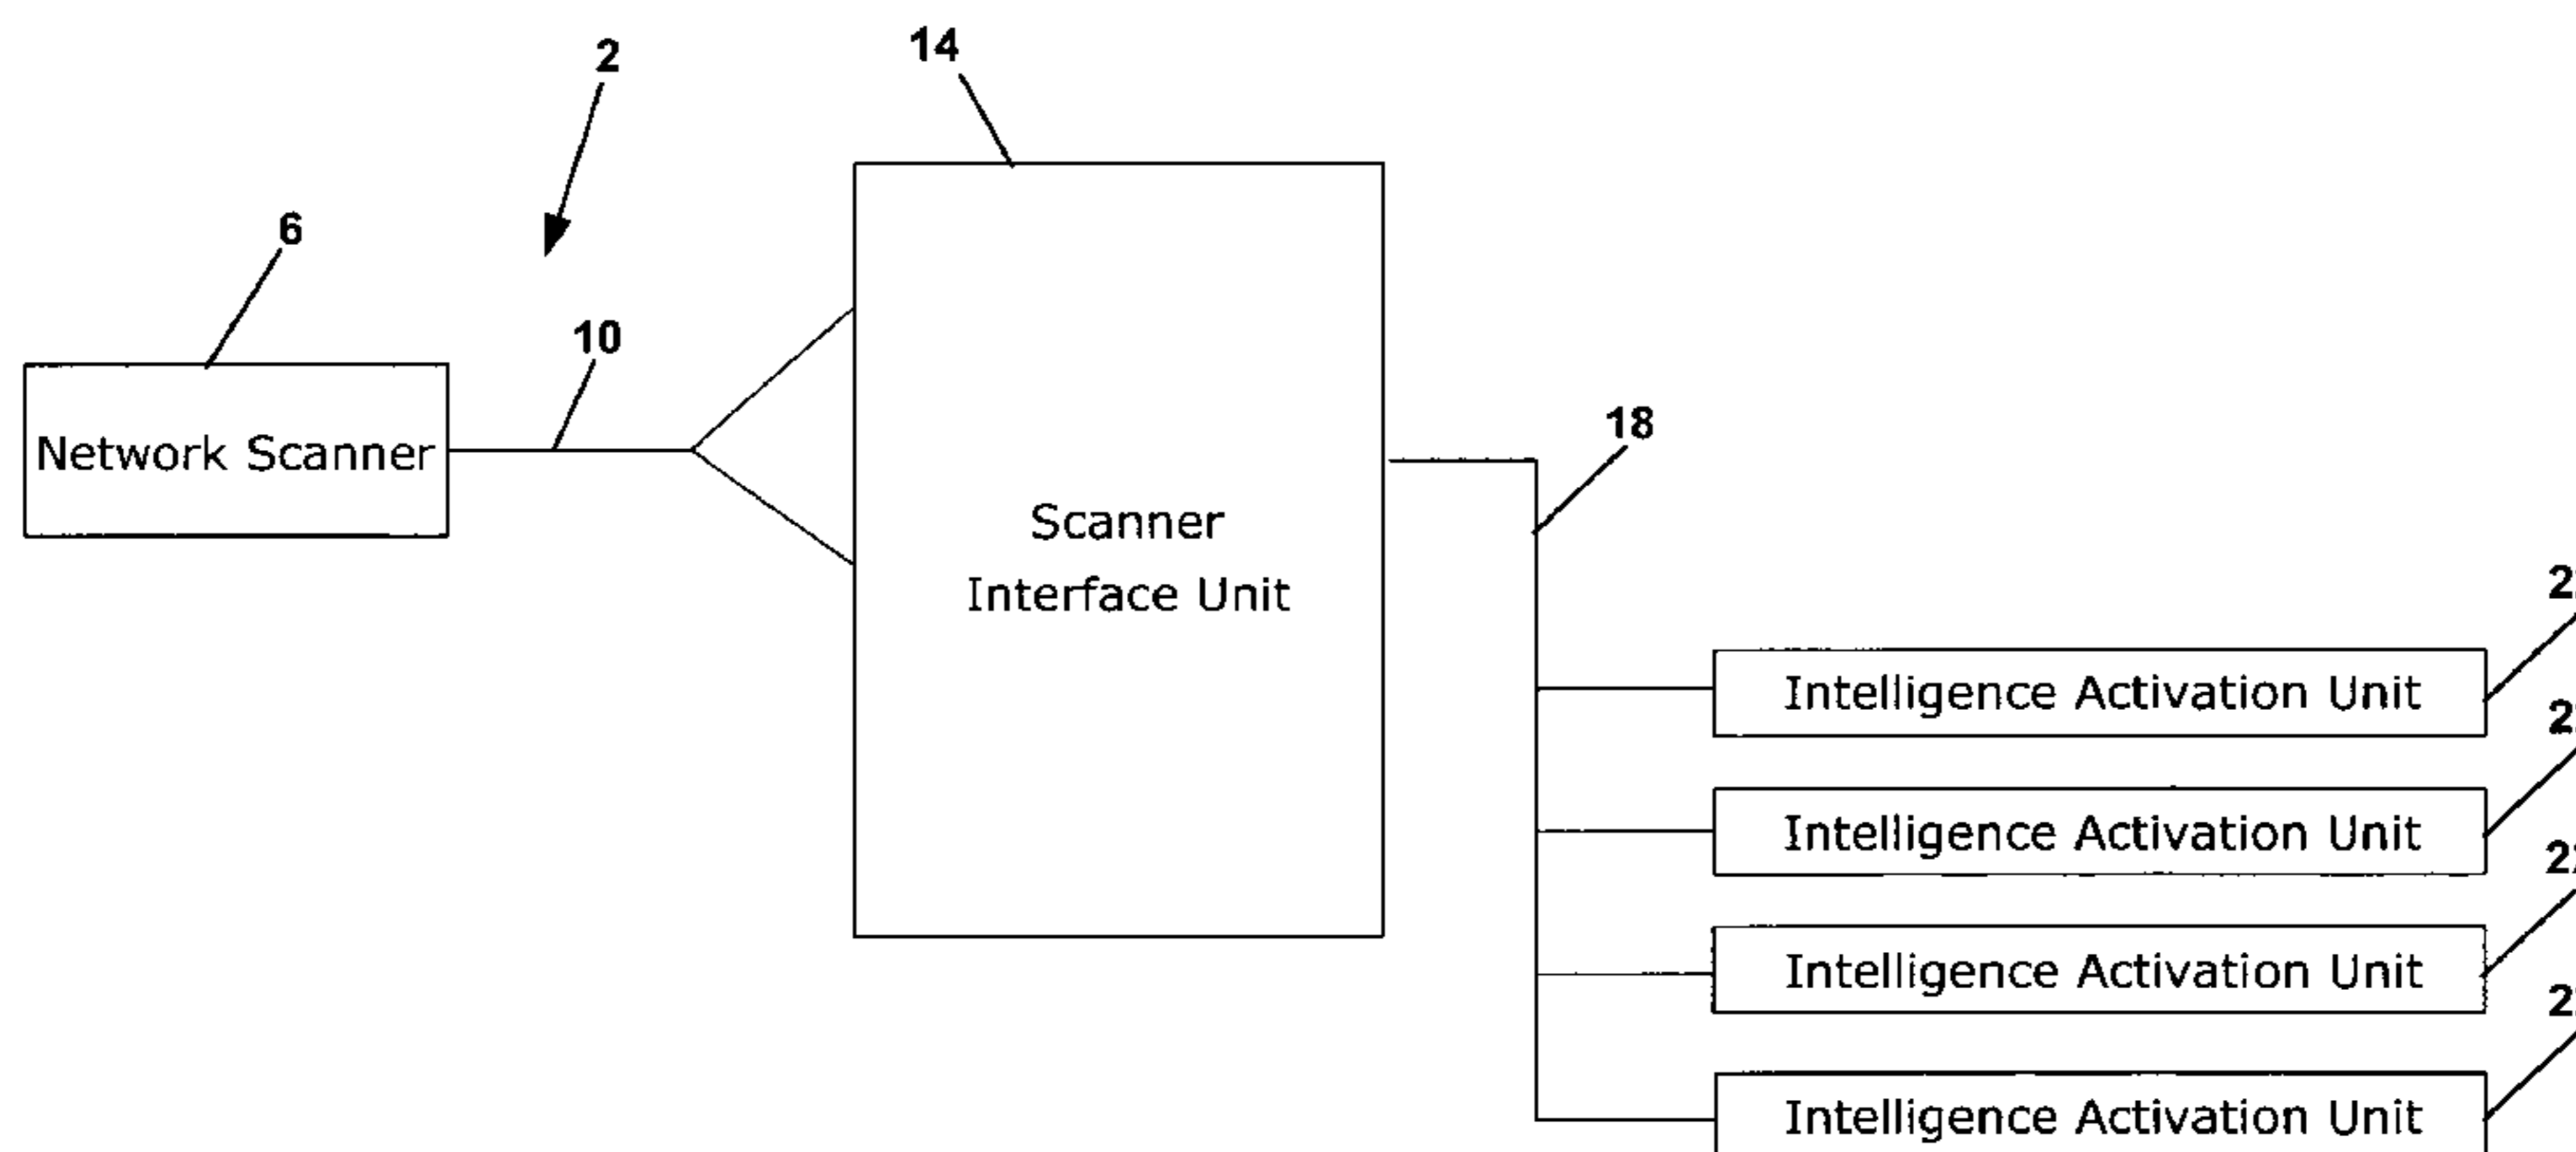 2
14
6
10
Network Scanner
18
Scanner
Interface Unit
Intelligence Activation Unit
Intelligence Activation Unit
Intelligence Activation Unit
Intelligence Activation Unit